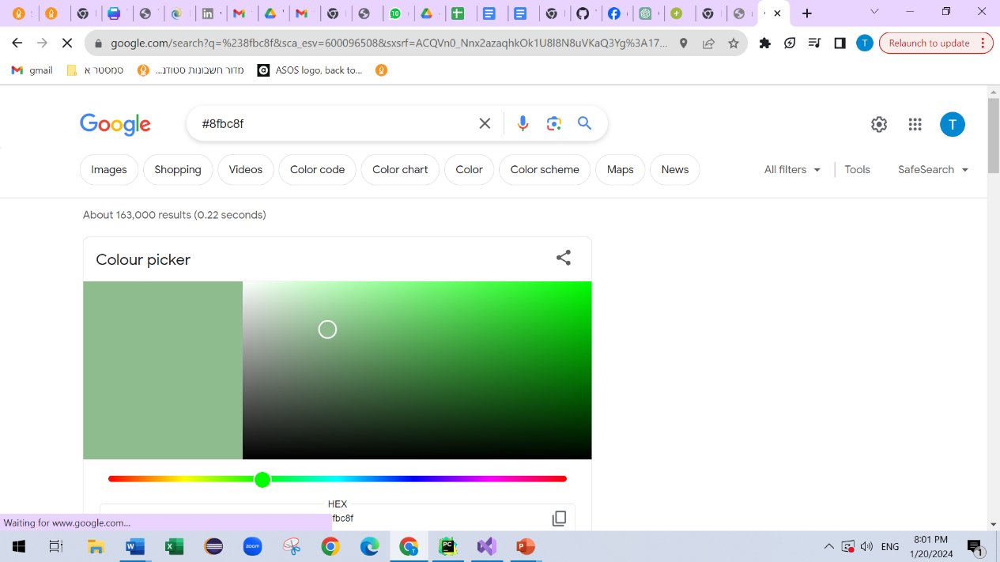 google.com/search?q=%238fbc8f&sca_esv=600096508&sxsrf=ACQVn0_Nnx2azaqhkOk1U8l8N8uVKaQ3Yg%3A17...
Relaunch to update
gmail
סמסטר א
מדור חשבונות סטודנ...
ASOS logo, back to...
Google
#8fbc8f
T
Images
Shopping
Videos
Color code
Color chart
Color
Color scheme
Maps
News
All filters
Tools
SafeSearch
About 163,000 results (0.22 seconds)
Colour picker
HEX
fbc8f
Waiting for www.google.com...
zoom
ENG
8:01 PM
1/20/2024
1